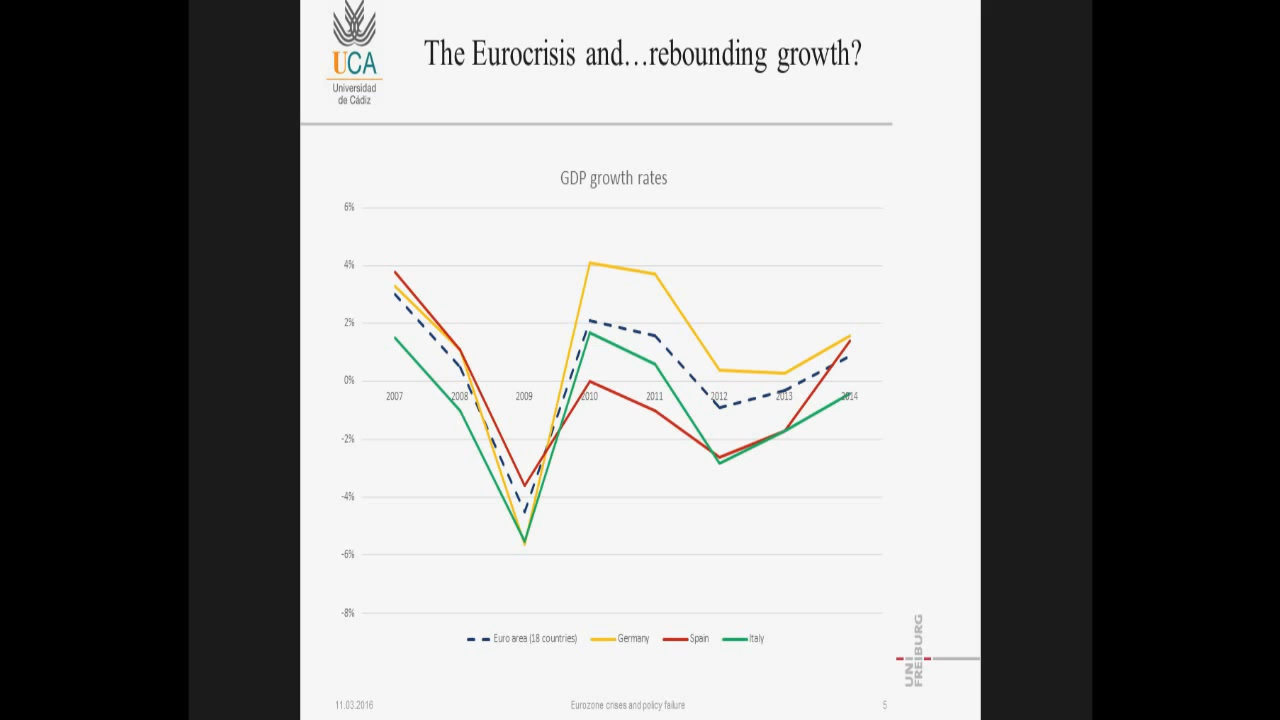 UCA
Universidad
de Cádiz
The Eurocrisis and…rebounding growth?
GDP growth rates
6%
4%
2%
0%
-2%
-4%
-6%
-8%
2007 2008 2009 2010 2011 2012 2013 2014
Euro area (18 countries) Germany Spain Italy
UNI
FREIBURG
11.03.2016 Eurozone crises and policy failure 5